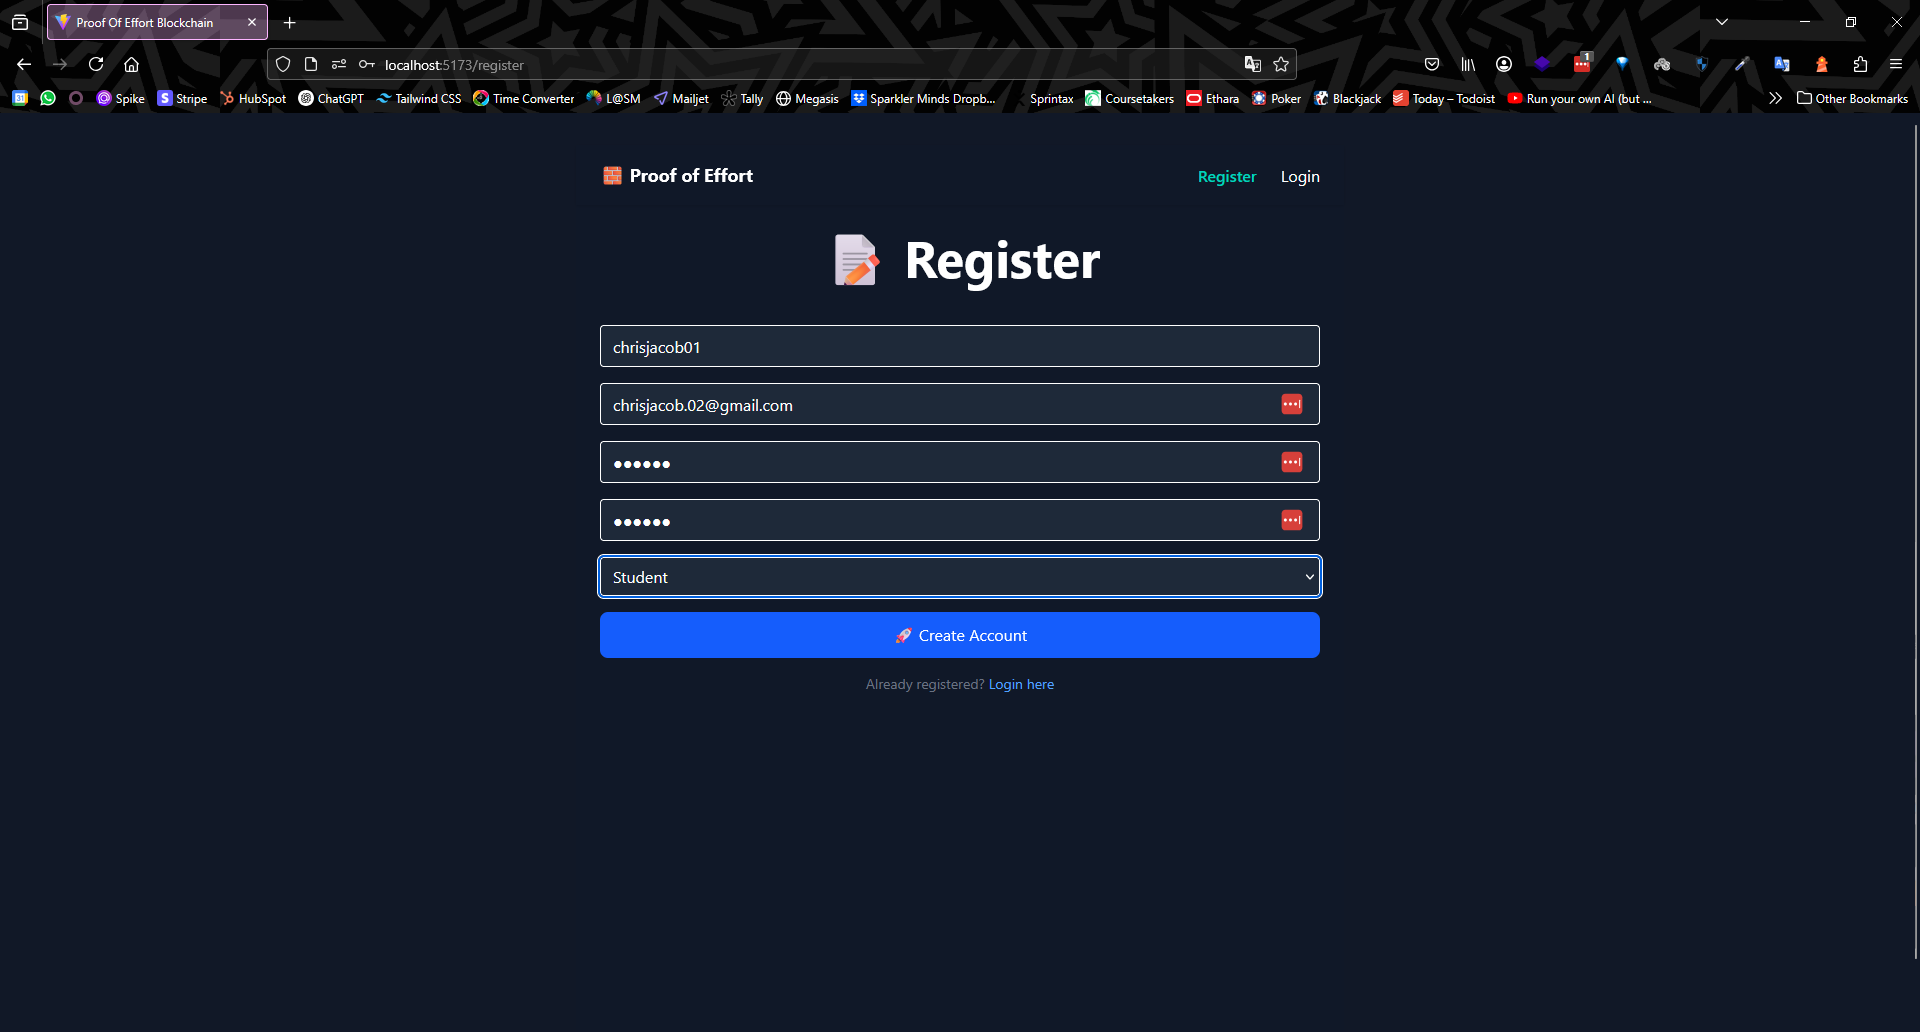 Proof Of Effort Blockchain
localhost:5173/register
1
31 Spike Stripe HubSpot ChatGPT Tailwind CSS Time Converter L@SM Mailjet Tally Megasis Sparkler Minds Dropb... Sprintax Coursetakers Ethara Poker Blackjack Today – Todoist Run your own AI (but ... Other Bookmarks
Proof of Effort Register Login
Register
chrisjacob01
chrisjacob.02@gmail.com
●●●●●●
●●●●●●
Student
🚀 Create Account
Already registered? Login here